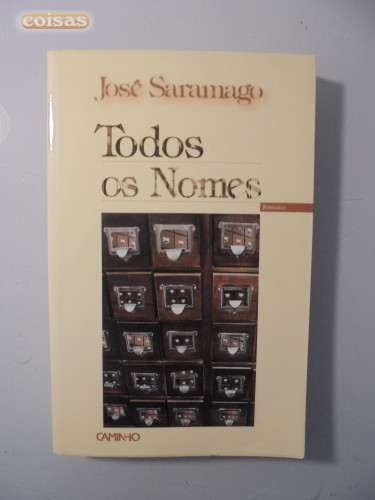 coisas
José Saramago
Todos
os Nomes
Romance
CAMINHO